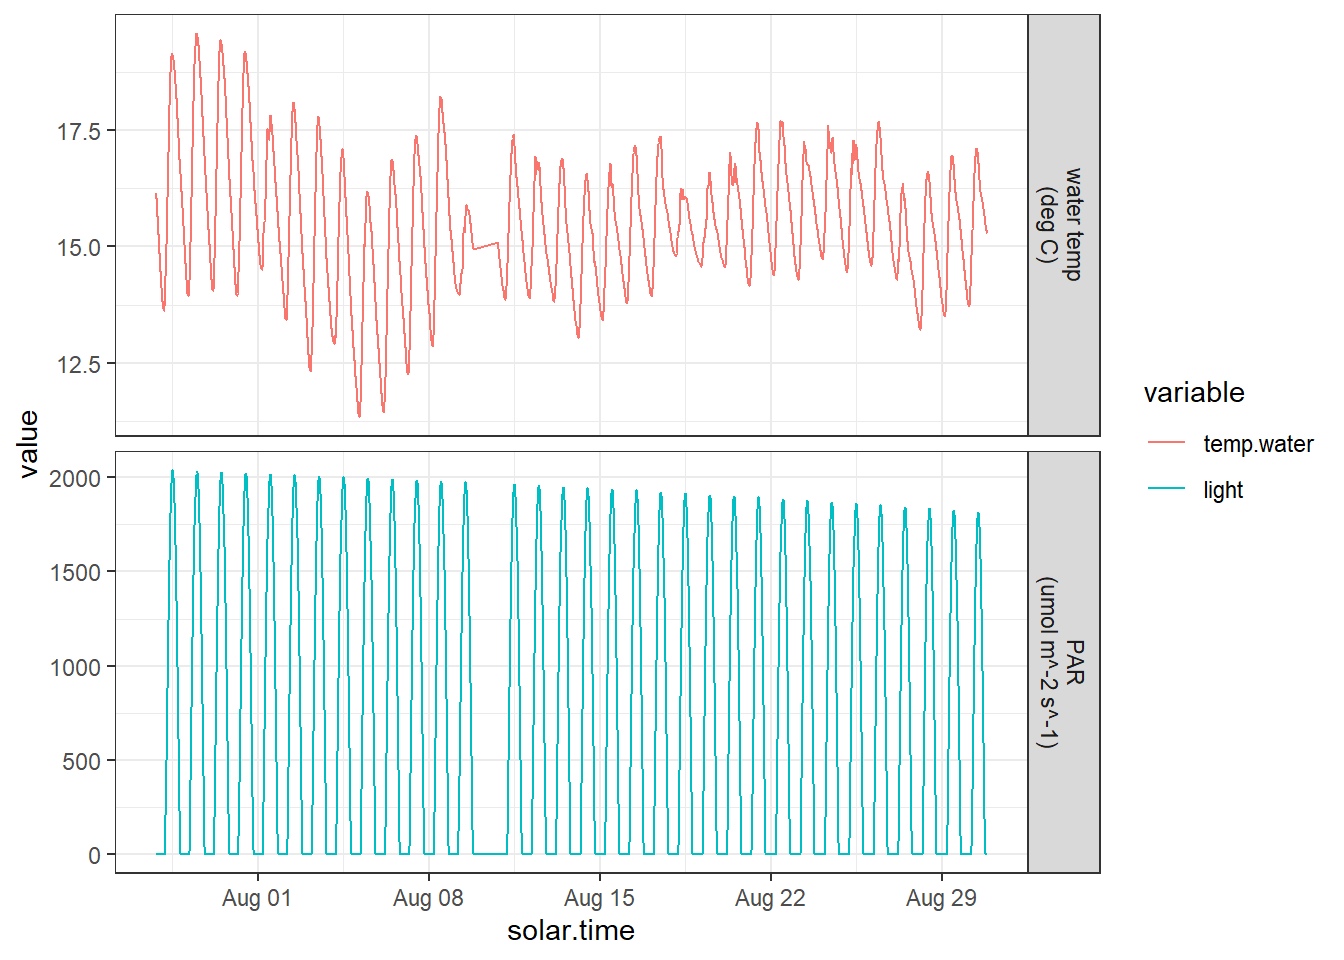 17.5
15.0
12.5
water temp
(deg C)
value
2000
1500
1000
500
0
PAR
(umol m^-2 s^-1)
Aug 01
Aug 08
Aug 15
Aug 22
Aug 29
solar.time
variable
temp.water
light